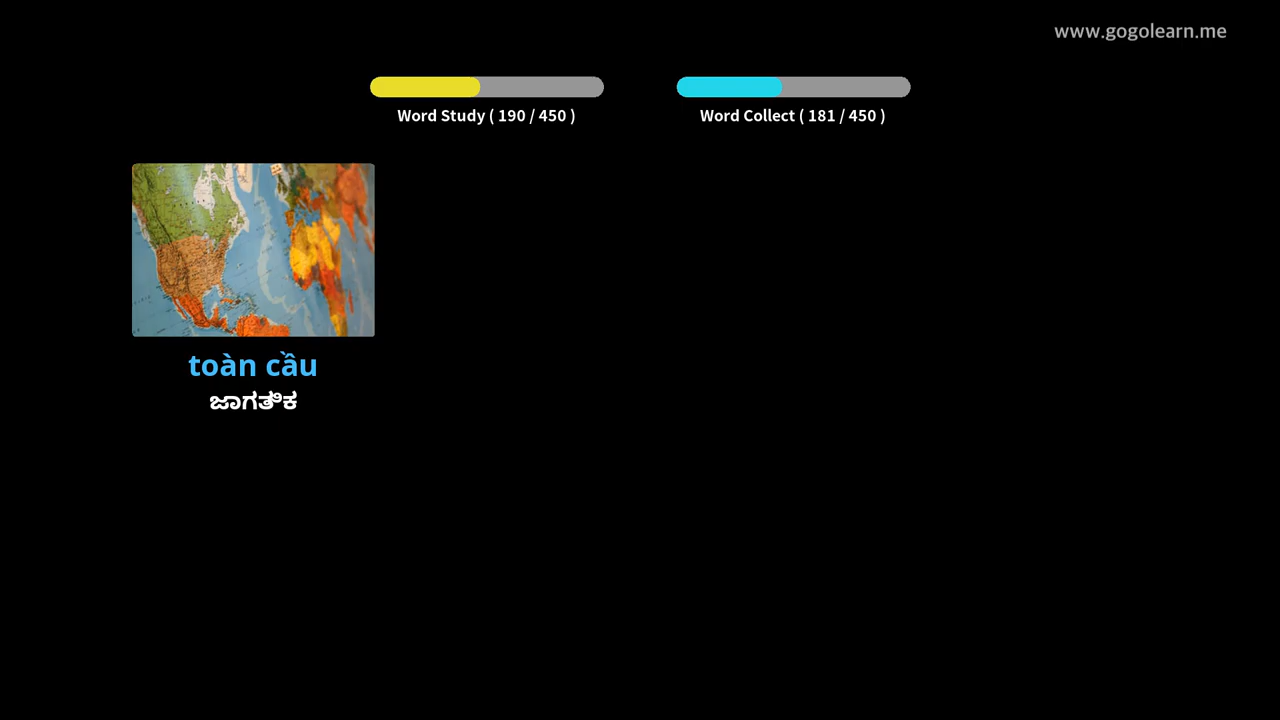 www.gogolearn.me
Word Study ( 190 / 450 )
Word Collect ( 181 / 450 )
toàn cầu
ಜಾಗತಿಕ